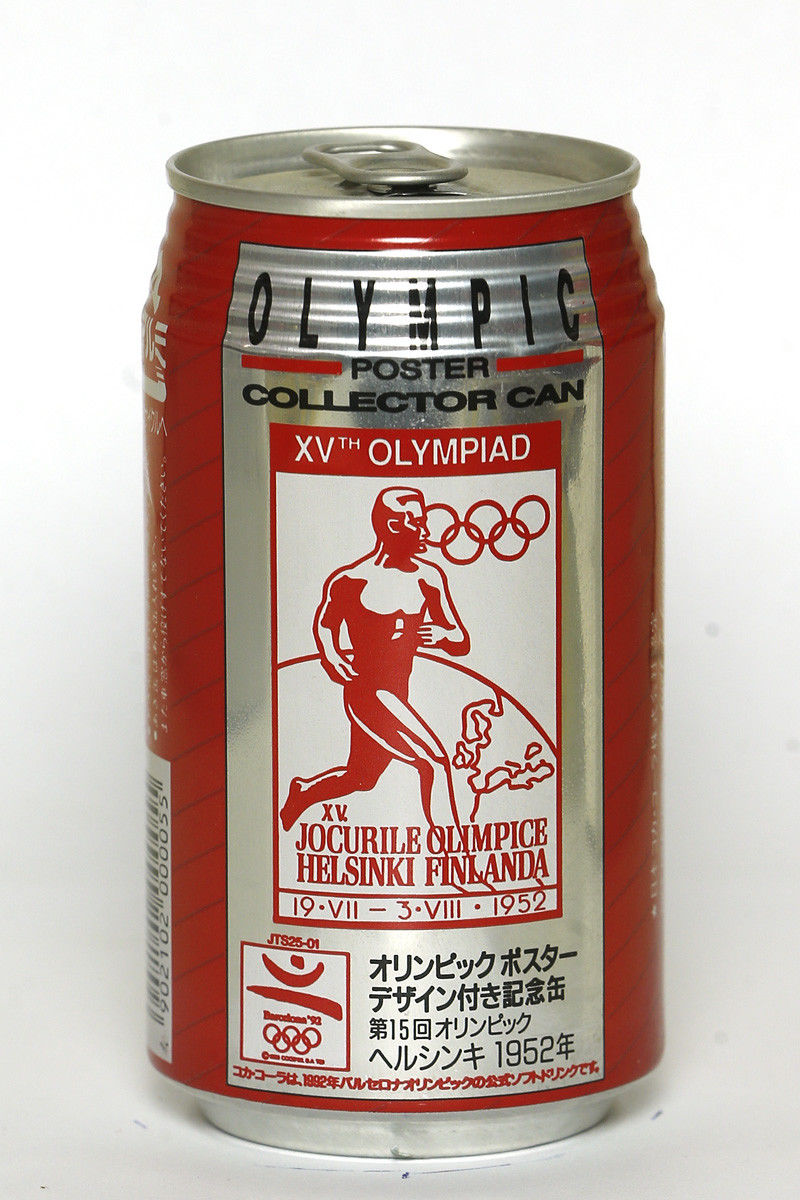 OLYMPIC
POSTER
COLLECTOR CAN
XVTH OLYMPIAD
XV.
JOCURILE OLIMPICE
HELSINKI FINLANDA
19·VII – 3·VIII·1952
JTS25-01
Barcelona'92
オリンピック ポスター
デザイン付き記念缶
第15回オリンピック
ヘルシンキ 1952年
コカ・コーラは、1992年バルセロナオリンピックの公式ソフトドリンクです。
4 902102 000055